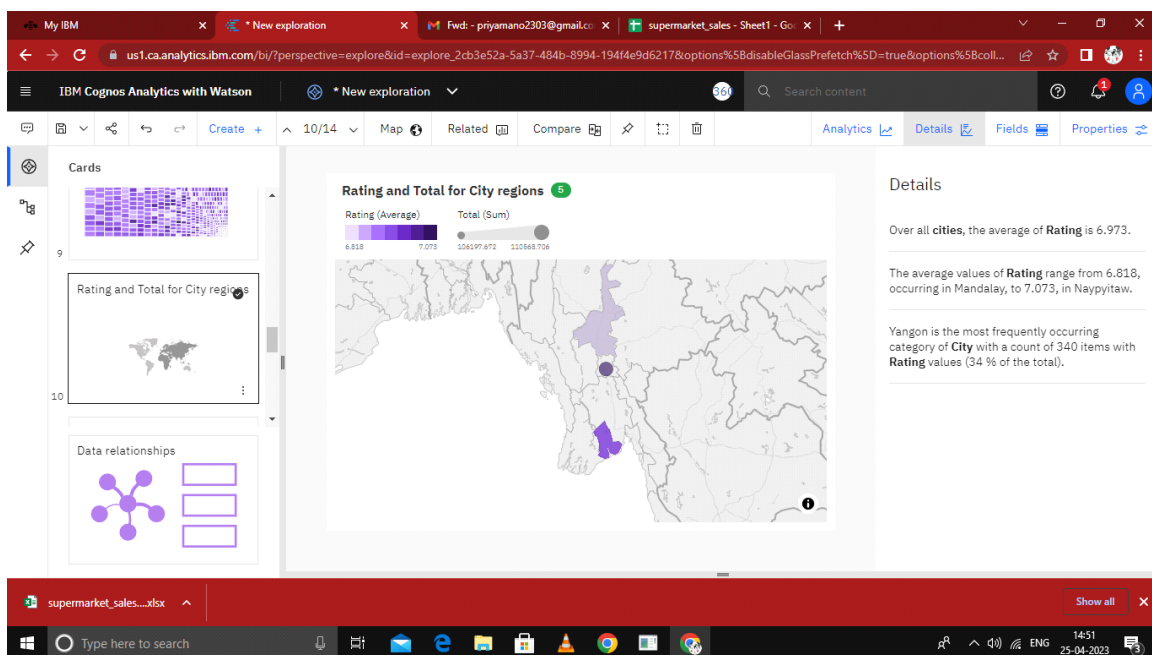 My IBM
* New exploration
Fwd: - priyamano2303@gmail.co
supermarket_sales - Sheet1 - Goo
us1.ca.analytics.ibm.com/bi/?perspective=explore&id=explore_2cb3e52a-5a37-484b-8994-194f4e9d6217&options%5BdisableGlassPrefetch%5D=true&options%5Bcoll...
IBM Cognos Analytics with Watson
* New exploration
360
Search content
1
Create +
10/14
Map
Related
Compare
Analytics
Details
Fields
Properties
Cards
9
Rating and Total for City regions
10
Data relationships
Rating and Total for City regions 5
Rating (Average) Total (Sum)
6.818 7.073 106197.672 110568.706
Details
Over all cities, the average of Rating is 6.973.
The average values of Rating range from 6.818,
occurring in Mandalay, to 7.073, in Naypyitaw.
Yangon is the most frequently occurring
category of City with a count of 340 items with
Rating values (34 % of the total).
supermarket_sales....xlsx
Show all
Type here to search
ENG
14:51
25-04-2023
3